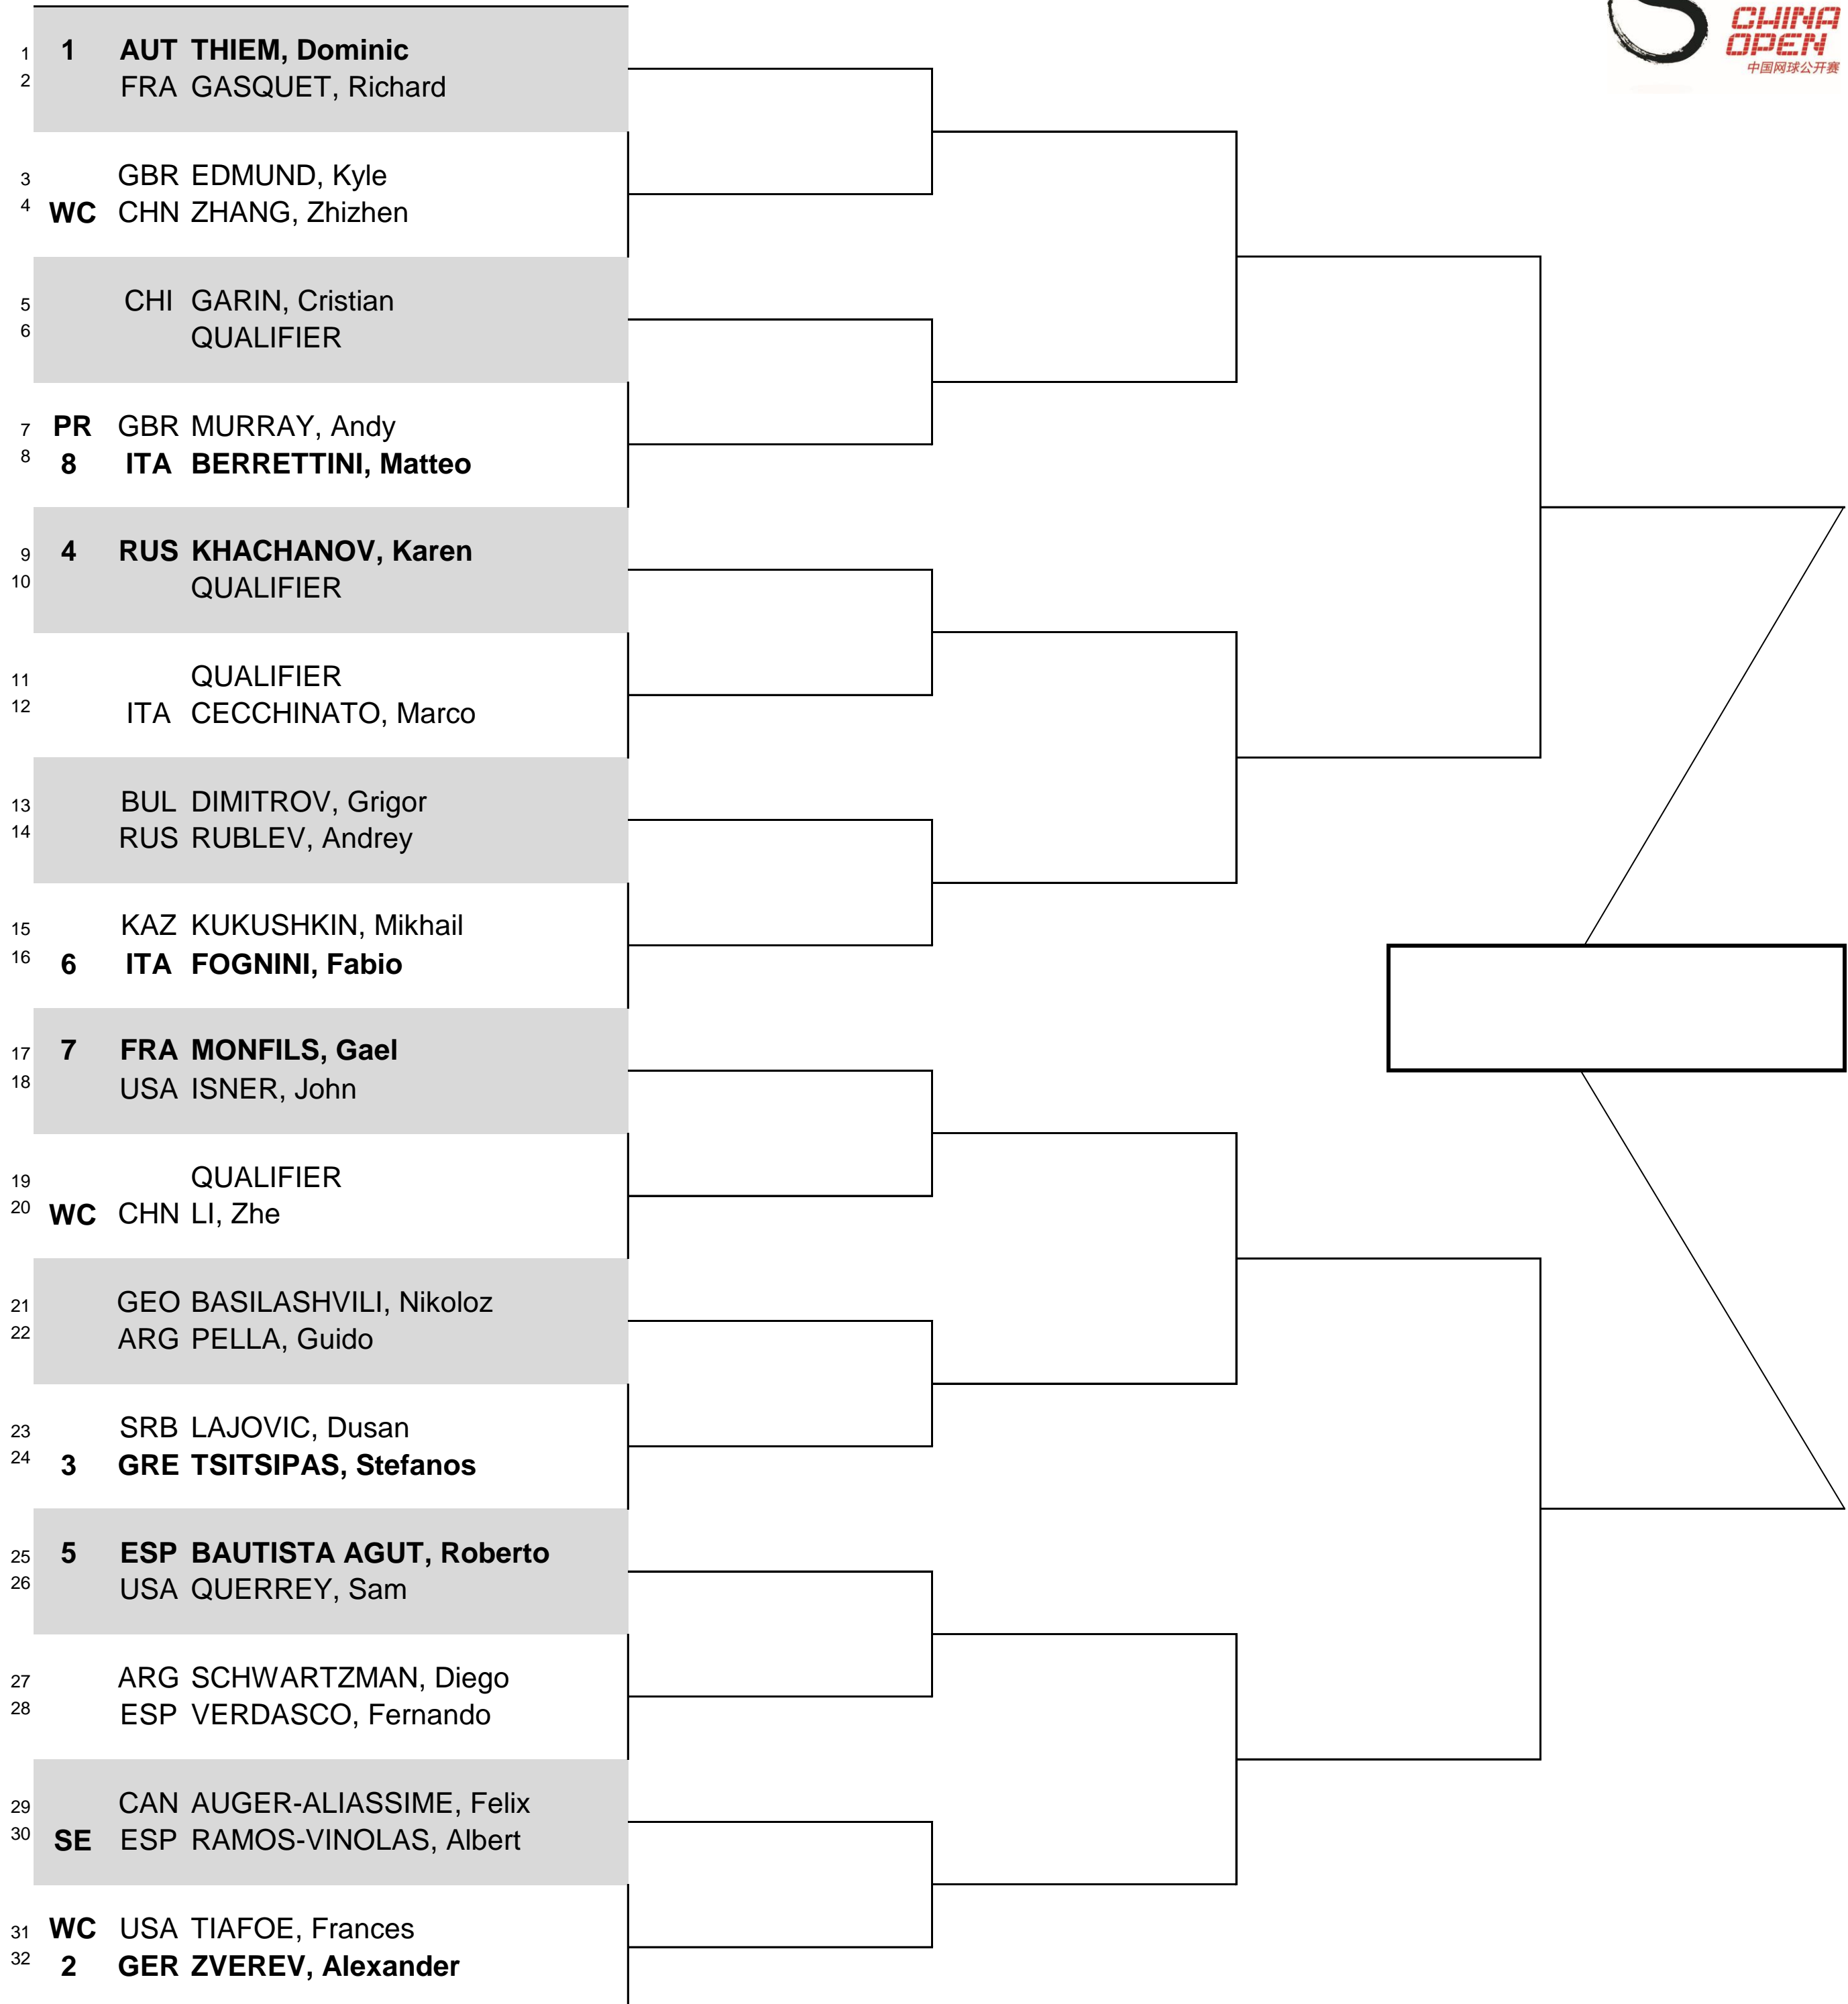 CHINA
OPEN
中国网球公开赛
1 1 AUT THIEM, Dominic
2 FRA GASQUET, Richard
3 GBR EDMUND, Kyle
4 WC CHN ZHANG, Zhizhen
5 CHI GARIN, Cristian
6 QUALIFIER
7 PR GBR MURRAY, Andy
8 8 ITA BERRETTINI, Matteo
9 4 RUS KHACHANOV, Karen
10 QUALIFIER
11 QUALIFIER
12 ITA CECCHINATO, Marco
13 BUL DIMITROV, Grigor
14 RUS RUBLEV, Andrey
15 KAZ KUKUSHKIN, Mikhail
16 6 ITA FOGNINI, Fabio
17 7 FRA MONFILS, Gael
18 USA ISNER, John
19 QUALIFIER
20 WC CHN LI, Zhe
21 GEO BASILASHVILI, Nikoloz
22 ARG PELLA, Guido
23 SRB LAJOVIC, Dusan
24 3 GRE TSITSIPAS, Stefanos
25 5 ESP BAUTISTA AGUT, Roberto
26 USA QUERREY, Sam
27 ARG SCHWARTZMAN, Diego
28 ESP VERDASCO, Fernando
29 CAN AUGER-ALIASSIME, Felix
30 SE ESP RAMOS-VINOLAS, Albert
31 WC USA TIAFOE, Frances
32 2 GER ZVEREV, Alexander